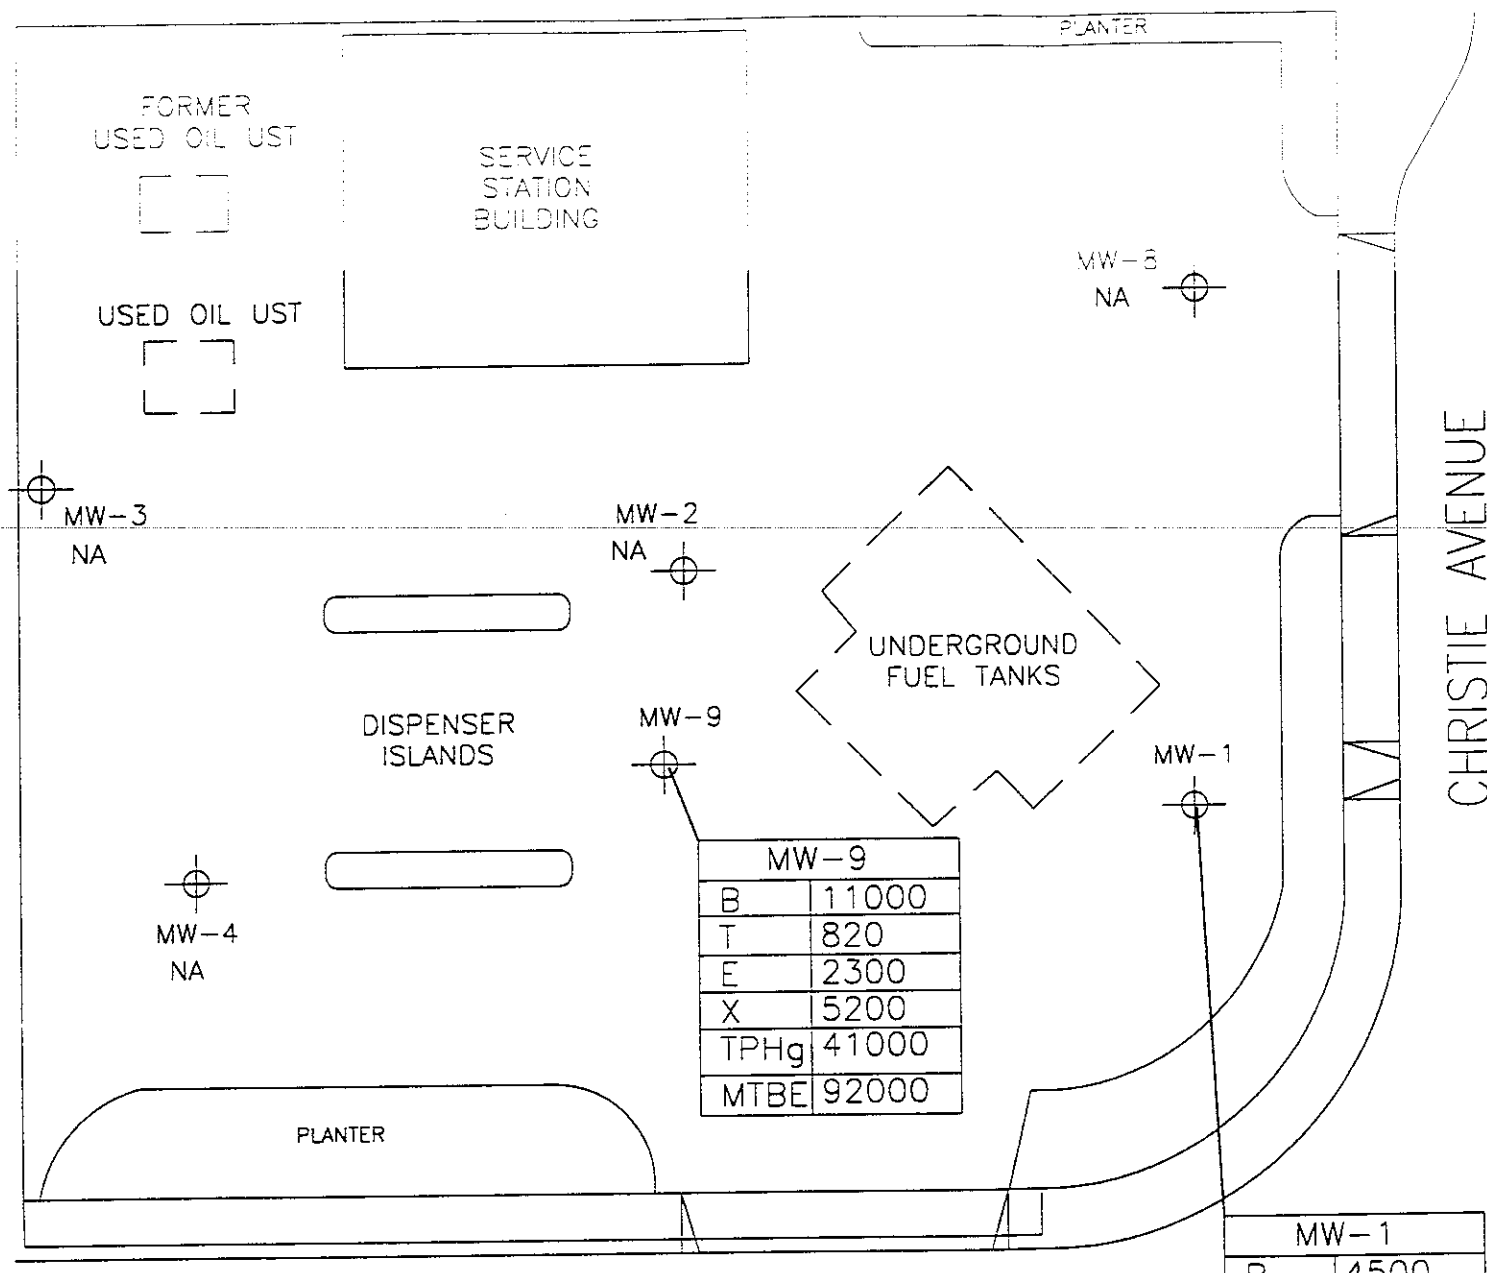 PLANTER
FORMER
USED OIL UST
SERVICE
STATION
BUILDING
MW-8
NA
USED OIL UST
CHRISTIE AVENUE
MW-3
NA
MW-2
NA
UNDERGROUND
FUEL TANKS
DISPENSER
ISLANDS
MW-9
MW-1
MW-9
B 11000
T 820
E 2300
X 5200
TPHg 41000
MTBE 92000
MW-4
NA
PLANTER
MW-1
B 4500